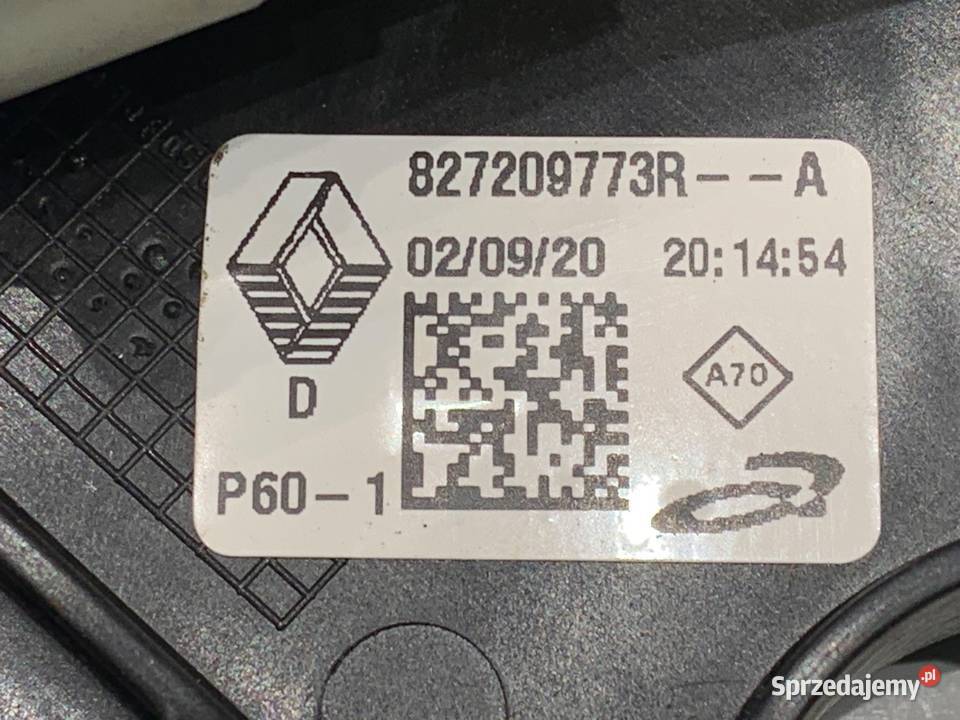 827209773R--A
02/09/20 20:14:54
A70
D
P60-1
Sprzedajemy.pl